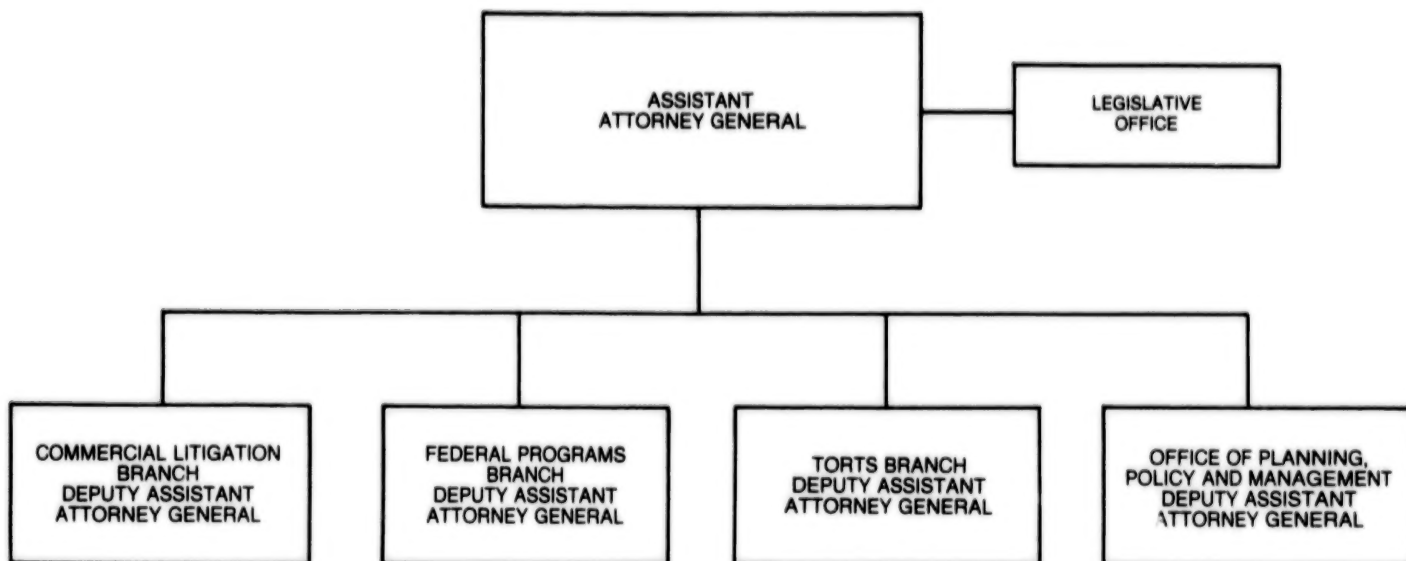 ASSISTANT
ATTORNEY GENERAL
LEGISLATIVE
OFFICE
COMMERCIAL LITIGATION
BRANCH
DEPUTY ASSISTANT
ATTORNEY GENERAL
FEDERAL PROGRAMS
BRANCH
DEPUTY ASSISTANT
ATTORNEY GENERAL
TORTS BRANCH
DEPUTY ASSISTANT
ATTORNEY GENERAL
OFFICE OF PLANNING,
POLICY AND MANAGEMENT
DEPUTY ASSISTANT
ATTORNEY GENERAL